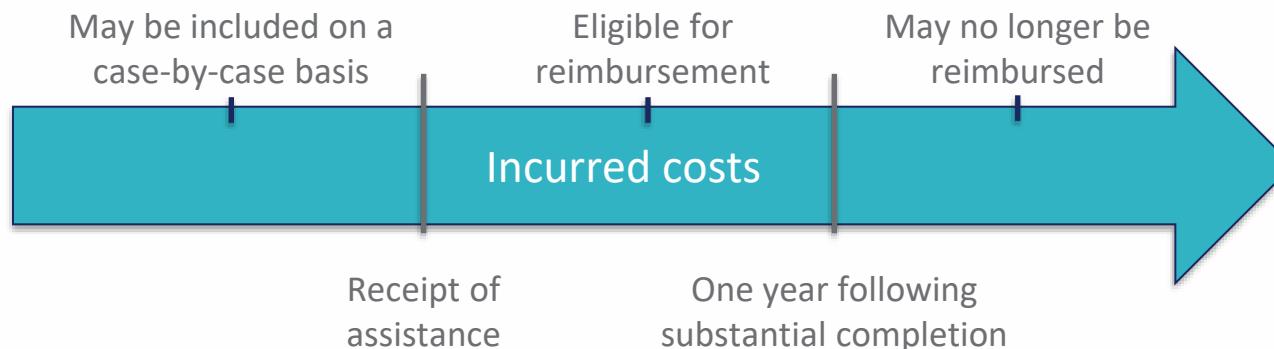 May be included on a
case-by-case basis
Eligible for
reimbursement
May no longer be
reimbursed
Incurred costs
Receipt of
assistance
One year following
substantial completion